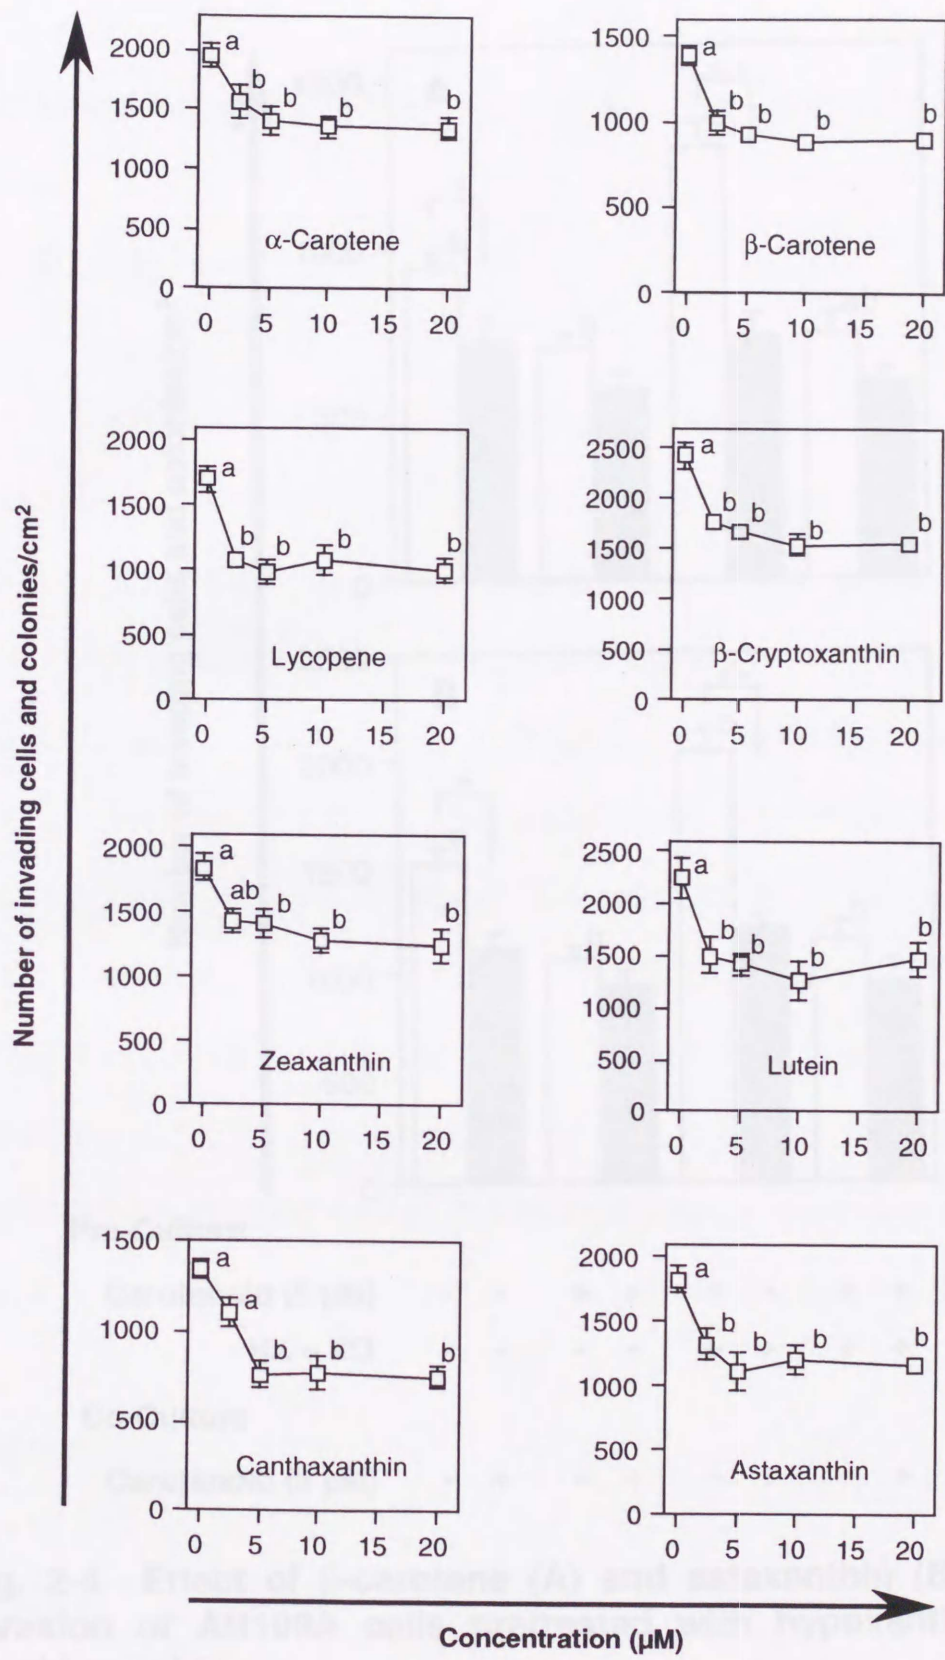 Number of invading cells and colonies/cm²
2000
1500
1000
500
0
a
b
b
b
b
α-Carotene
0 5 10 15 20
1500
1000
500
0
a
b
b
b
b
β-Carotene
0 5 10 15 20
2000
1500
1000
500
0
a
b
b
b
b
Lycopene
0 5 10 15 20
2500
2000
1500
1000
500
0
a
b
b
b
b
β-Cryptoxanthin
0 5 10 15 20
2000
1500
1000
500
0
a
ab
b
b
b
Zeaxanthin
0 5 10 15 20
2500
2000
1500
1000
500
0
a
b
b
b
b
Lutein
0 5 10 15 20
1500
1000
500
0
a
a
b
b
b
Canthaxanthin
0 5 10 15 20
2000
1500
1000
500
0
a
b
b
b
b
Astaxanthin
0 5 10 15 20
Concentration (μM)